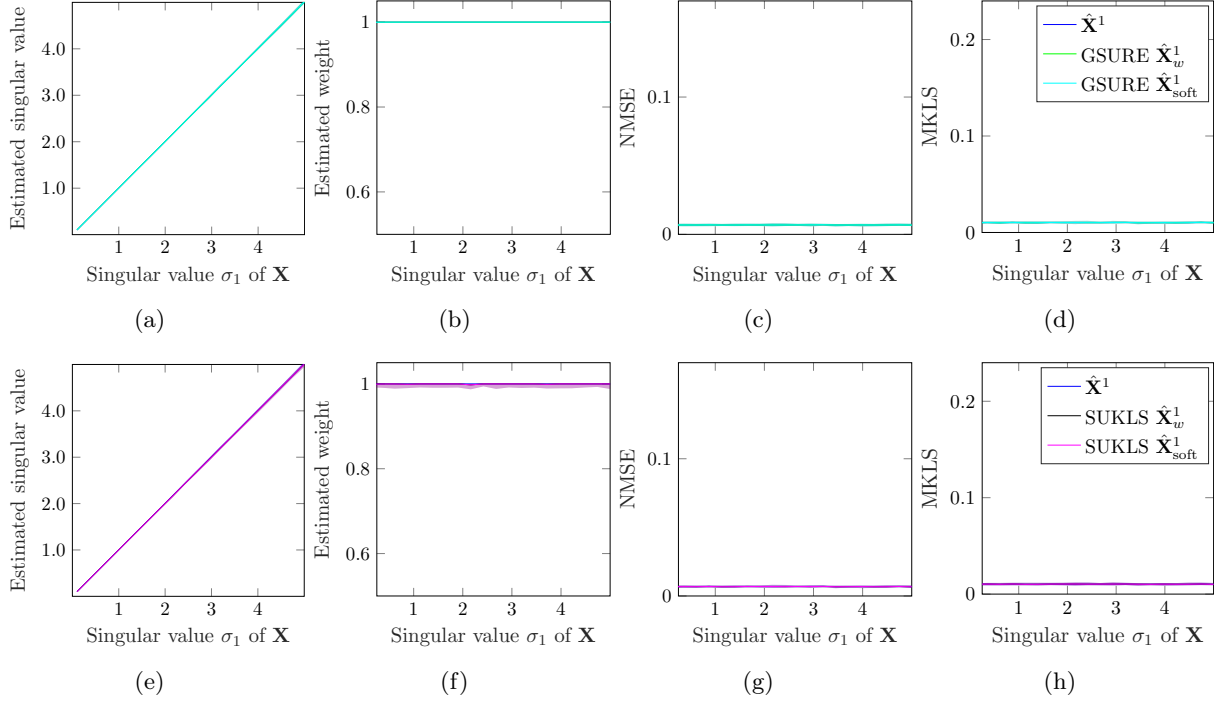 4.0
3.0
2.0
1.0
1 2 3 4
Estimated singular value
Singular value σ₁ of X
(a)
1
0.8
0.6
1 2 3 4
Estimated weight
Singular value σ₁ of X
(b)
0.1
0
1 2 3 4
NMSE
Singular value σ₁ of X
(c)
0.2
0.1
0
1 2 3 4
MKLS
Singular value σ₁ of X
X̂¹
GSURE X̂¹_w
GSURE X̂¹_soft
(d)
4.0
3.0
2.0
1.0
1 2 3 4
Estimated singular value
Singular value σ₁ of X
(e)
1
0.8
0.6
1 2 3 4
Estimated weight
Singular value σ₁ of X
(f)
0.1
0
1 2 3 4
NMSE
Singular value σ₁ of X
(g)
0.2
0.1
0
1 2 3 4
MKLS
Singular value σ₁ of X
X̂¹
SUKLS X̂¹_w
SUKLS X̂¹_soft
(h)